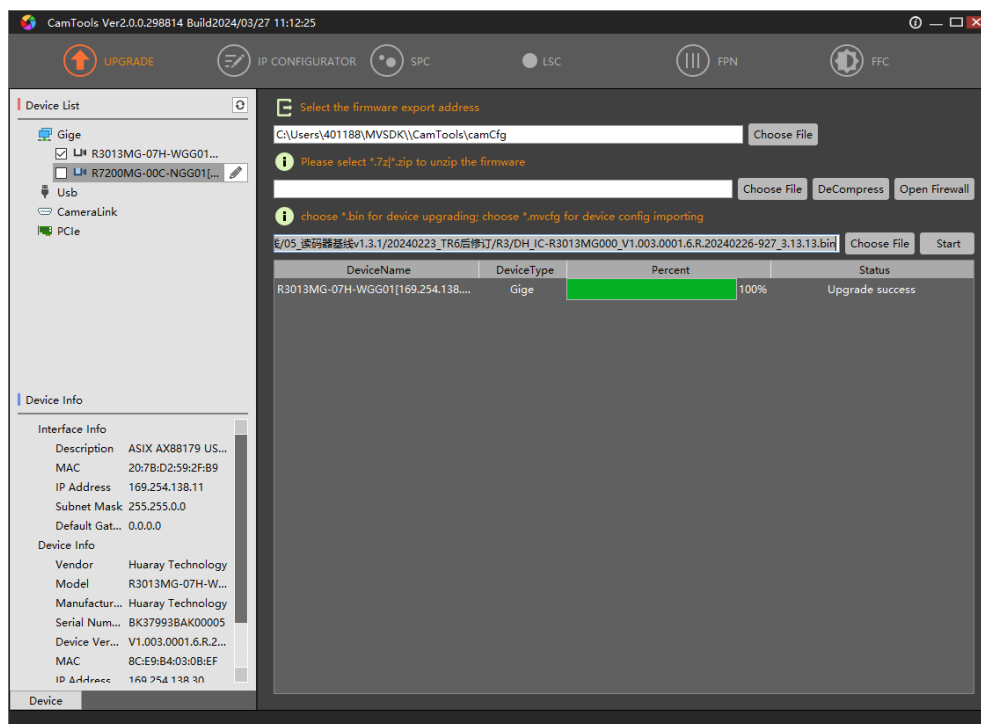 CamTools Ver2.0.0.298814 Build2024/03/27 11:12:25
UPGRADE
IP CONFIGURATOR
SPC
LSC
FPN
FFC
Device List
Gige
R3013MG-07H-WGG01...
R7200MG-00C-NGG01[...
Usb
CameraLink
PCIe
Select the firmware export address
C:\Users\401188\MVSDK\\CamTools\camCfg
Choose File
Please select *.7z|*.zip to unzip the firmware
Choose File DeCompress Open Firewall
choose *.bin for device upgrading; choose *.mvcfg for device config importing
/05_读码器基线v1.3.1/20240223_TR6后修订/R3/DH_IC-R3013MG000_V1.003.0001.6.R.20240226-927_3.13.13.bin Choose File Start
DeviceName DeviceType Percent Status
R3013MG-07H-WGG01[169.254.138.... Gige 100% Upgrade success
Device Info
Interface Info
Description ASIX AX88179 US...
MAC 20:7B:D2:59:2F:B9
IP Address 169.254.138.11
Subnet Mask 255.255.0.0
Default Gat... 0.0.0.0
Device Info
Vendor Huaray Technology
Model R3013MG-07H-W...
Manufactur... Huaray Technology
Serial Num... BK37993BAK00005
Device Ver... V1.003.0001.6.R.2...
MAC 8C:E9:B4:03:0B:EF
IP Address 169.254.138.30
Device